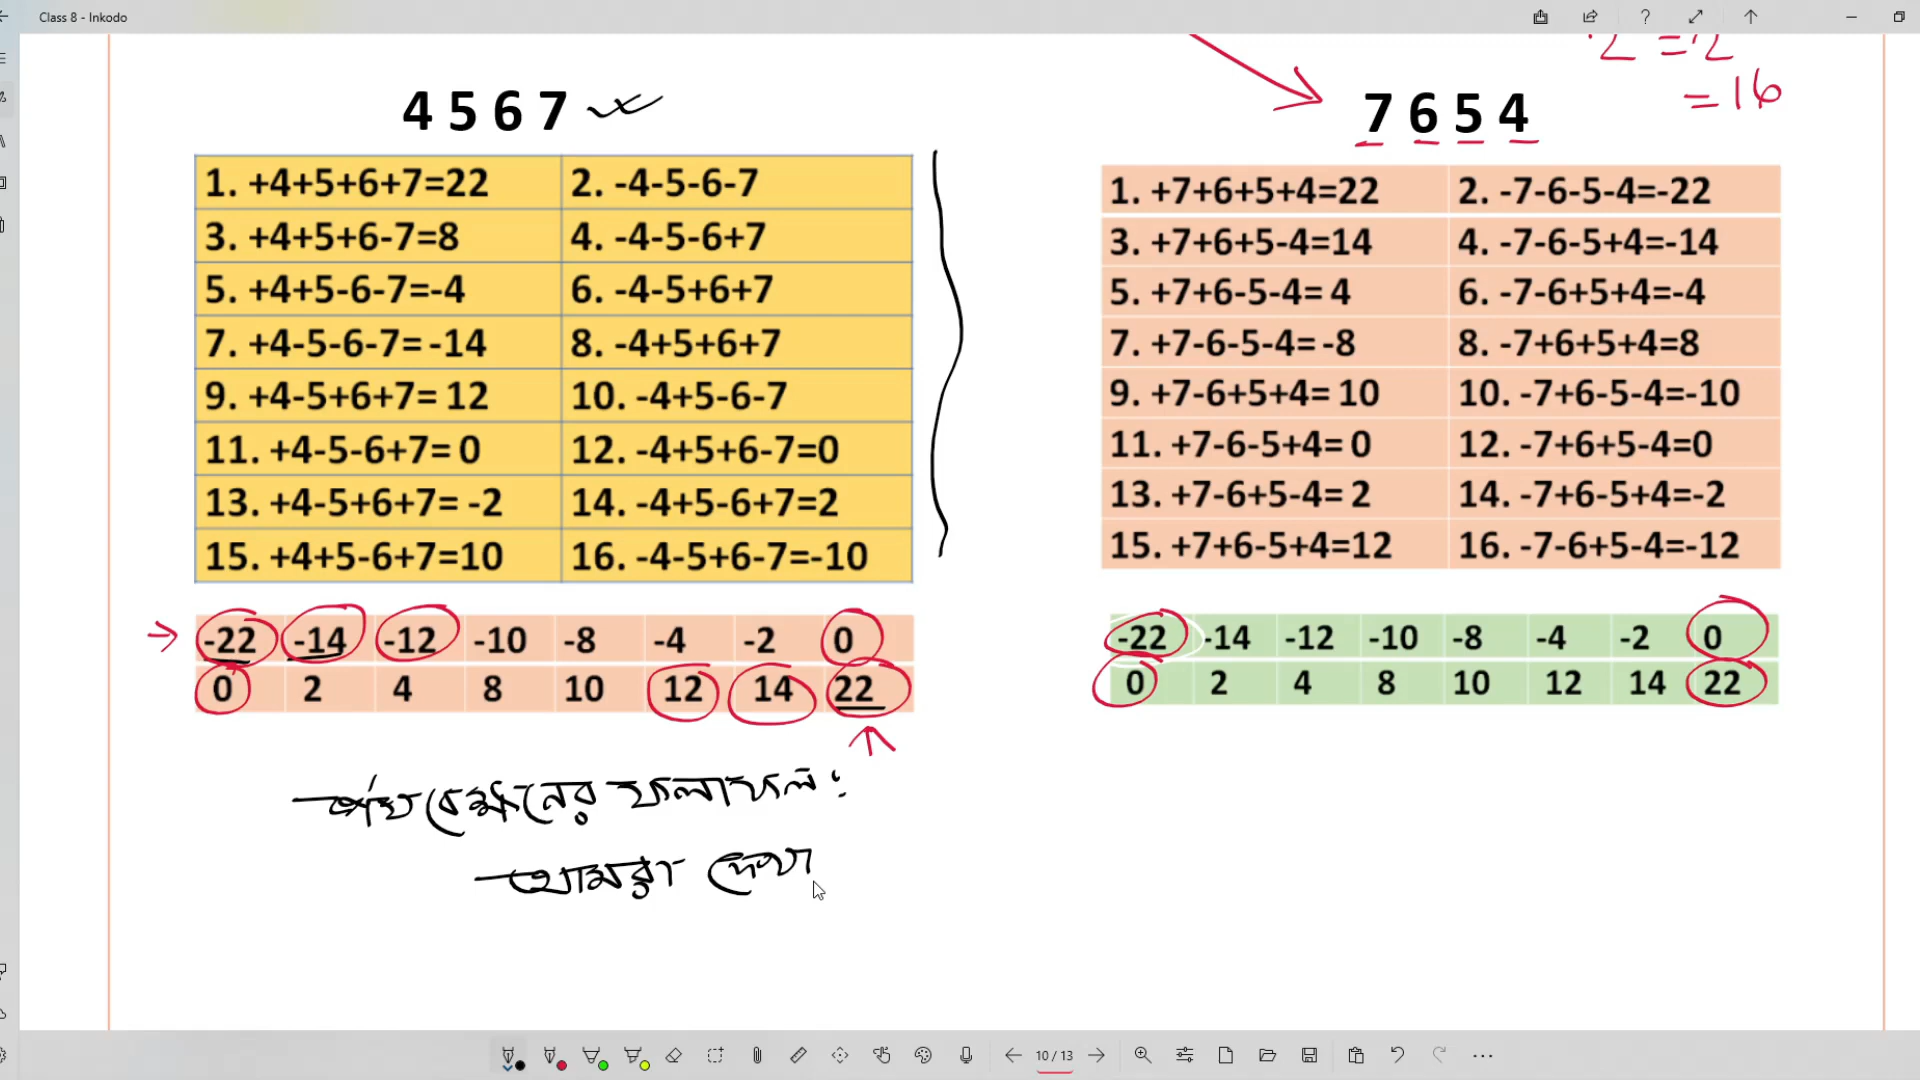 Class 8 - Inkodo
2 = 2
= 16
4 5 6 7
1. +4+5+6+7=22 2. -4-5-6-7
3. +4+5+6-7=8 4. -4-5-6+7
5. +4+5-6-7=-4 6. -4-5+6+7
7. +4-5-6-7= -14 8. -4+5+6+7
9. +4-5+6+7= 12 10. -4+5-6-7
11. +4-5-6+7= 0 12. -4+5+6-7=0
13. +4-5+6+7= -2 14. -4+5-6+7=2
15. +4+5-6+7=10 16. -4-5+6-7=-10
-22 -14 -12 -10 -8 -4 -2 0
0 2 4 8 10 12 14 22
পর্যবেক্ষনের ফলাফল:
আমরা দেখ
7 6 5 4
1. +7+6+5+4=22 2. -7-6-5-4=-22
3. +7+6+5-4=14 4. -7-6-5+4=-14
5. +7+6-5-4= 4 6. -7-6+5+4=-4
7. +7-6-5-4= -8 8. -7+6+5+4=8
9. +7-6+5+4= 10 10. -7+6-5-4=-10
11. +7-6-5+4= 0 12. -7+6+5-4=0
13. +7-6+5-4= 2 14. -7+6-5+4=-2
15. +7+6-5+4=12 16. -7-6+5-4=-12
-22 -14 -12 -10 -8 -4 -2 0
0 2 4 8 10 12 14 22
10 / 13